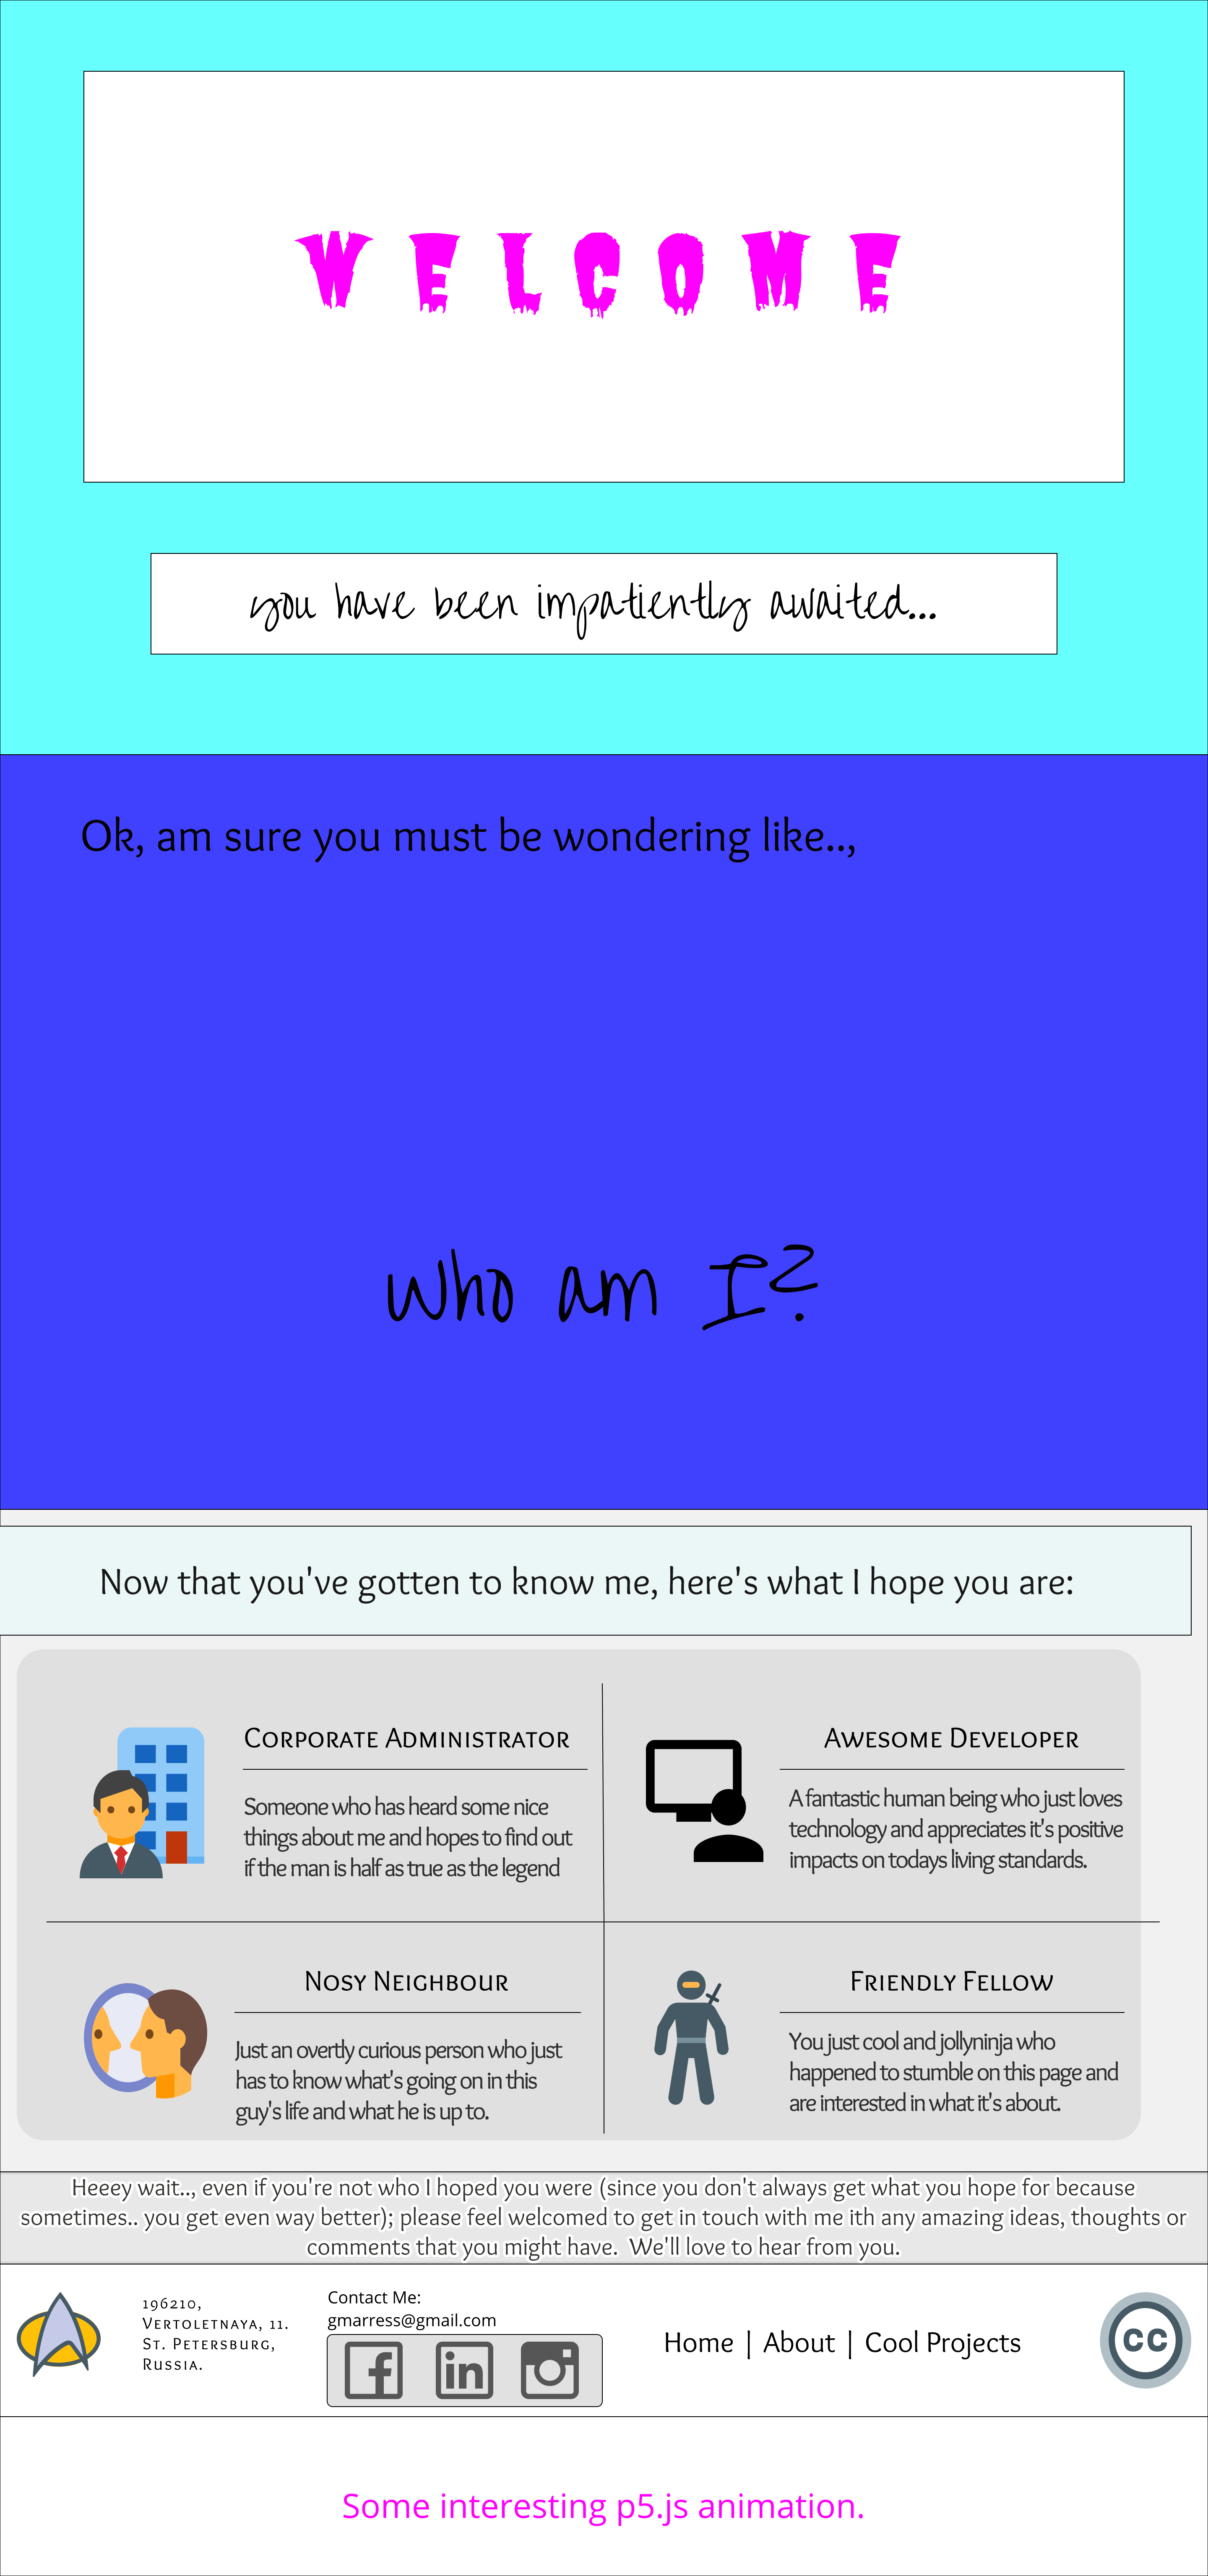 WELCOME
you have been impatiently awaited...
Ok, am sure you must be wondering like..,
Who am I?
Now that you've gotten to know me, here's what I hope you are:
Corporate Administrator
Someone who has heard some nice
things about me and hopes to find out
if the man is half as true as the legend
Awesome Developer
A fantastic human being who just loves
technology and appreciates it's positive
impacts on todays living standards.
Nosy Neighbour
Just an overtly curious person who just
has to know what's going on in this
guy's life and what he is up to.
Friendly Fellow
You just cool and jollyninja who
happened to stumble on this page and
are interested in what it's about.
Heeey wait.., even if you're not who I hoped you were (since you don't always get what you hope for because
sometimes.. you get even way better); please feel welcomed to get in touch with me ith any amazing ideas, thoughts or
comments that you might have. We'll love to hear from you.
196210,
Vertoletnaya, 11.
St. Petersburg,
Russia.
Contact Me:
gmarress@gmail.com
f in
Home | About | Cool Projects
cc
Some interesting p5.js animation.